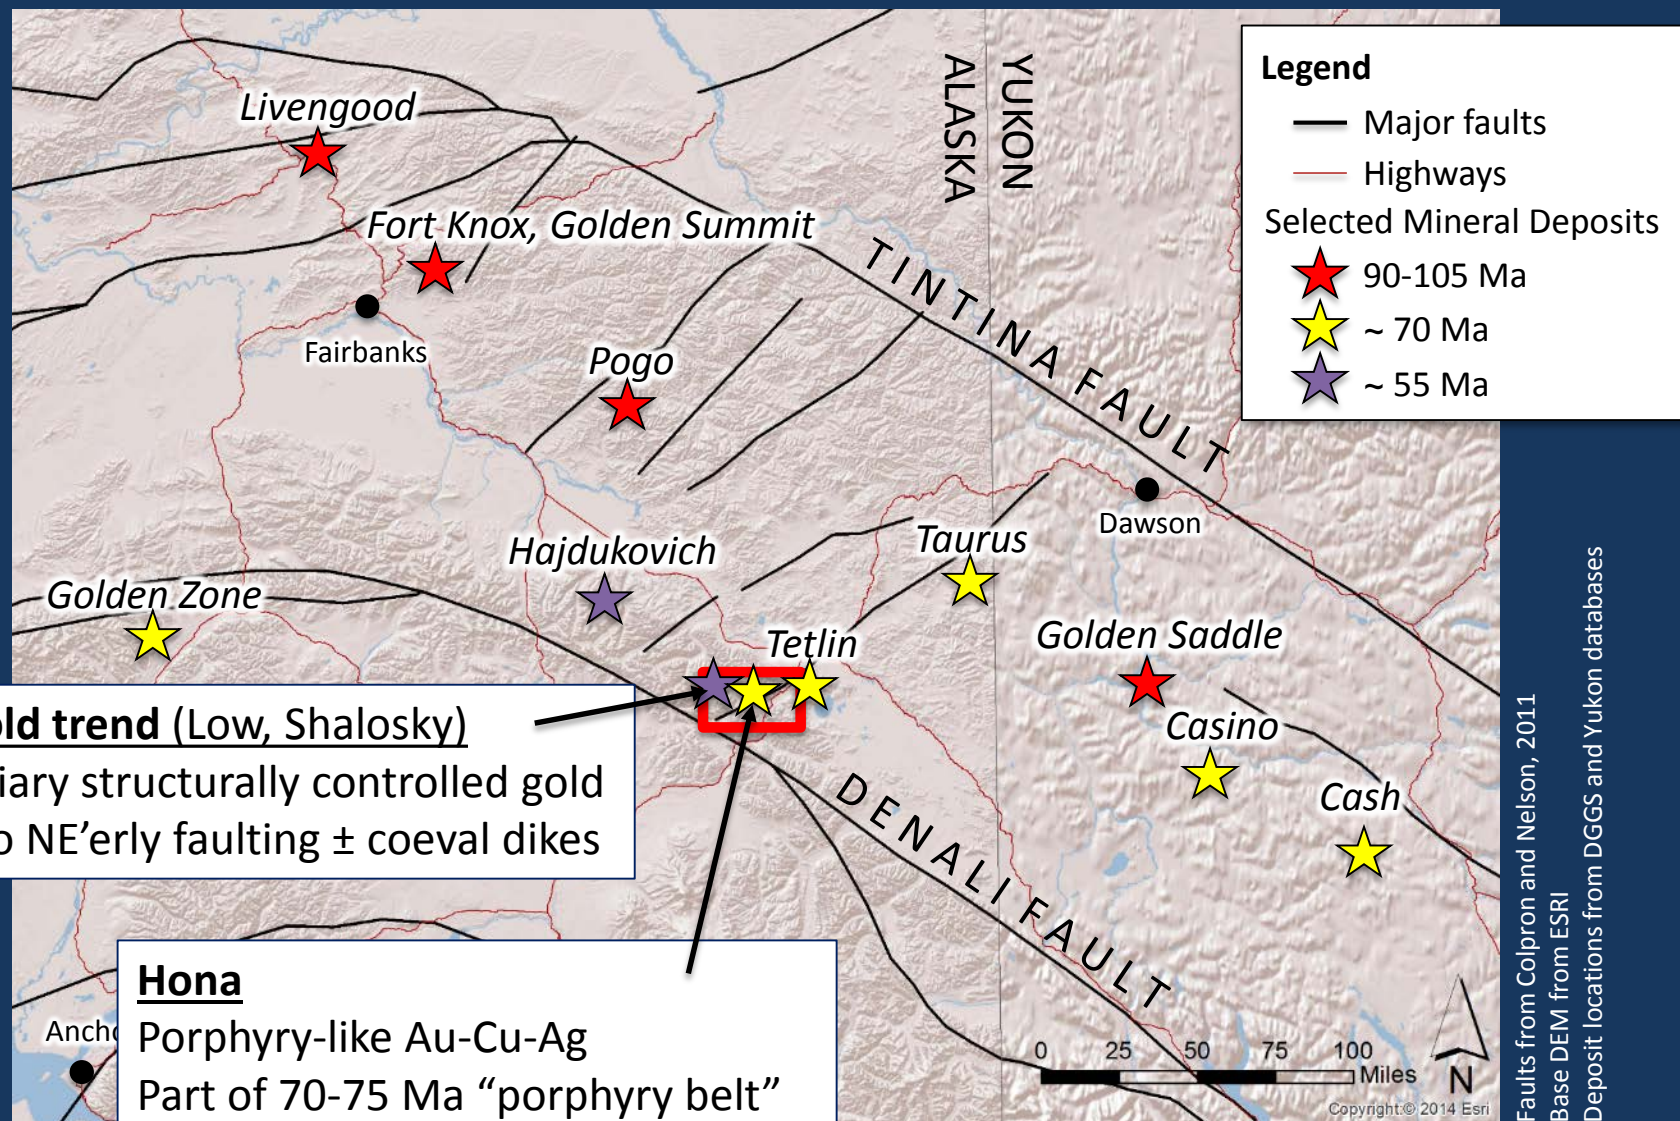 Livengood
Fort Knox, Golden Summit
Fairbanks
Pogo
ALASKA
YUKON
TINTINA FAULT
Legend
Major faults
Highways
Selected Mineral Deposits
90-105 Ma
~ 70 Ma
~ 55 Ma
Dawson
Hajdukovich
Taurus
Golden Zone
Tetlin
Golden Saddle
Casino
Cash
DENALI FAULT
ld trend (Low, Shalosky)
iary structurally controlled gold
o NE'erly faulting ± coeval dikes
Hona
Porphyry-like Au-Cu-Ag
Part of 70-75 Ma “porphyry belt”
Ancho
0 25 50 75 100
Miles
N
Copyright:© 2014 Esri
Faults from Colpron and Nelson, 2011
Base DEM from ESRI
Deposit locations from DGGS and Yukon databases